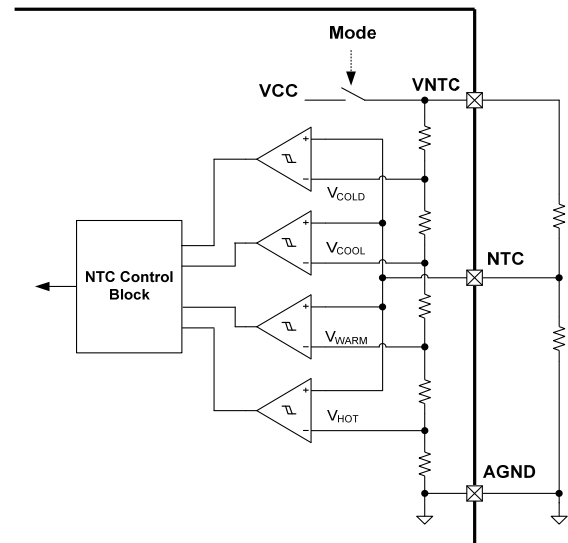 Mode
VCC
VNTC
+
−
VCOLD
+
−
VCOOL
NTC
NTC Control
Block
+
−
VWARM
+
−
VHOT
AGND